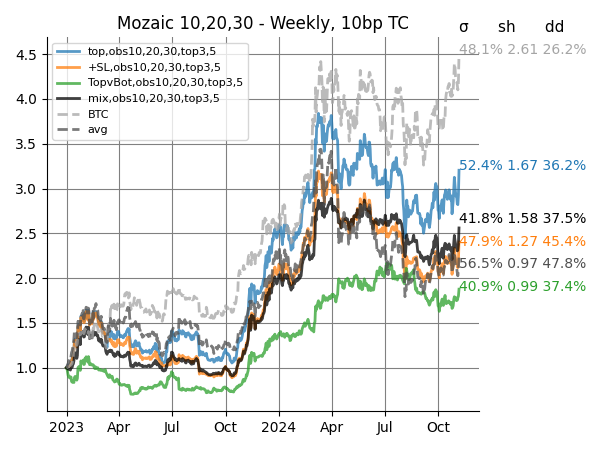 Mozaic 10,20,30 - Weekly, 10bp TC
σ sh dd
top,obs10,20,30,top3,5
+SL,obs10,20,30,top3,5
TopvBot,obs10,20,30,top3,5
mix,obs10,20,30,top3,5
BTC
avg
4.5
4.0
3.5
3.0
2.5
2.0
1.5
1.0
48.1% 2.61 26.2%
52.4% 1.67 36.2%
41.8% 1.58 37.5%
47.9% 1.27 45.4%
56.5% 0.97 47.8%
40.9% 0.99 37.4%
2023 Apr Jul Oct 2024 Apr Jul Oct